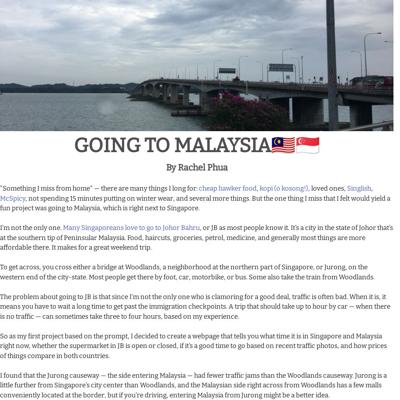 GOING TO MALAYSIA🇲🇾🇸🇬
By Rachel Phua
"Something I miss from home" — there are many things I long for: cheap hawker food, kopi (o kosong!), loved ones, Singlish,
McSpicy, not spending 15 minutes putting on winter wear, and several more. But the one thing I miss that I felt would yield a
fun project was going to Malaysia, which is right next to Singapore.
I'm not the only one. Many Singaporeans love to go to Johor Bahru, or JB as most people know it. It's a city in the state of Johor that's
at the southern tip of Peninsular Malaysia. Food, haircuts, groceries, petrol, medicine, and generally most things are more
affordable there. It makes for a great weekend trip.
To get across, you cross either a bridge at Woodlands, a neighborhood at the northern part of Singapore, or Jurong, on the
western end of the city-state. Most people get there by foot, car, motorbike, or bus. Some also take the train from Woodlands.
The problem about going to JB is that since I'm not the only one who is clamoring for a good deal, traffic is often bad. When it is, it
means you have to wait a long time to get past the immigration checkpoints. A trip that should take up to hour by car — when there
is no traffic — can sometimes take three to four hours, based on my experience.
So as my first project based on the prompt, I decided to create a webpage that tells you what time it is in Singapore and Malaysia
right now, whether the supermarket in JB is open or closed, if it's a good time to go based on recent traffic photos, and how prices
of things compare in both countries.
I found that the Jurong causeway — the side entering Malaysia — had fewer traffic jams than the Woodlands causeway. Jurong is a
little further from Singapore's city center than Woodlands, and the Malaysian side right across from Woodlands has a few malls
conveniently located at the border, but if you're driving, entering Malaysia from Jurong might be a better idea.